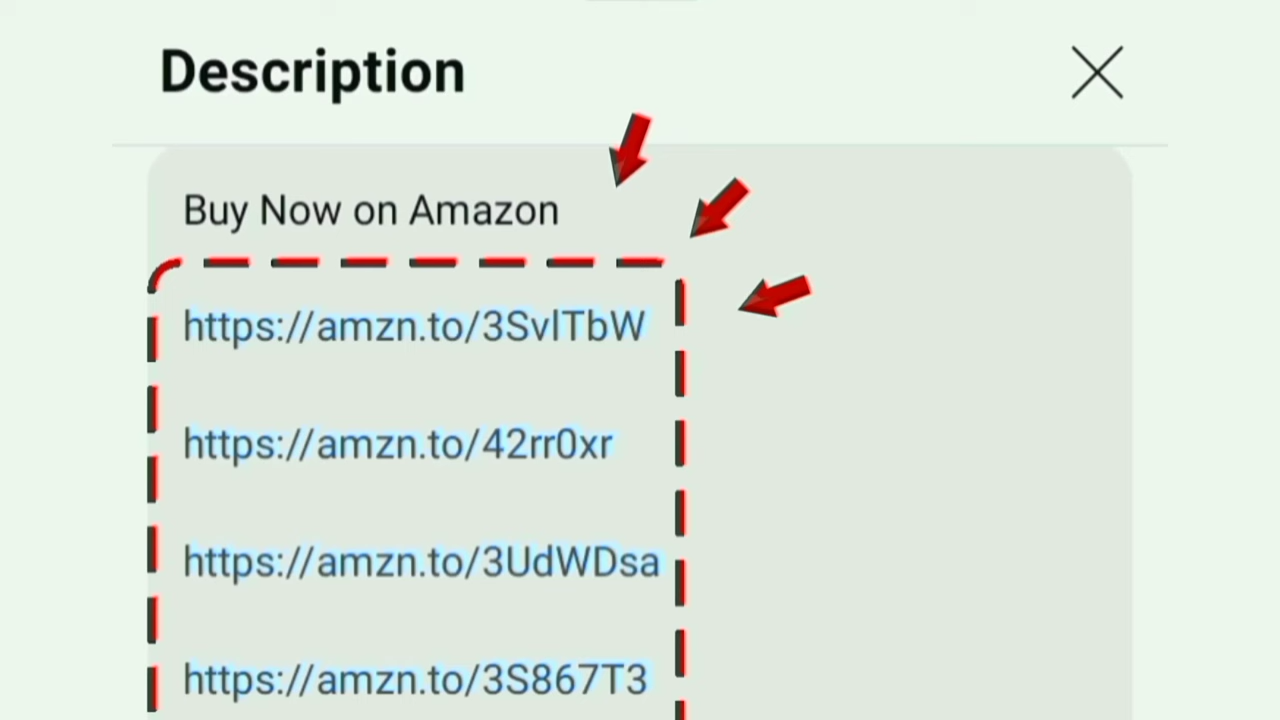 Description
Buy Now on Amazon
https://amzn.to/3SvlTbW
https://amzn.to/42rr0xr
https://amzn.to/3UdWDsa
https://amzn.to/3S867T3